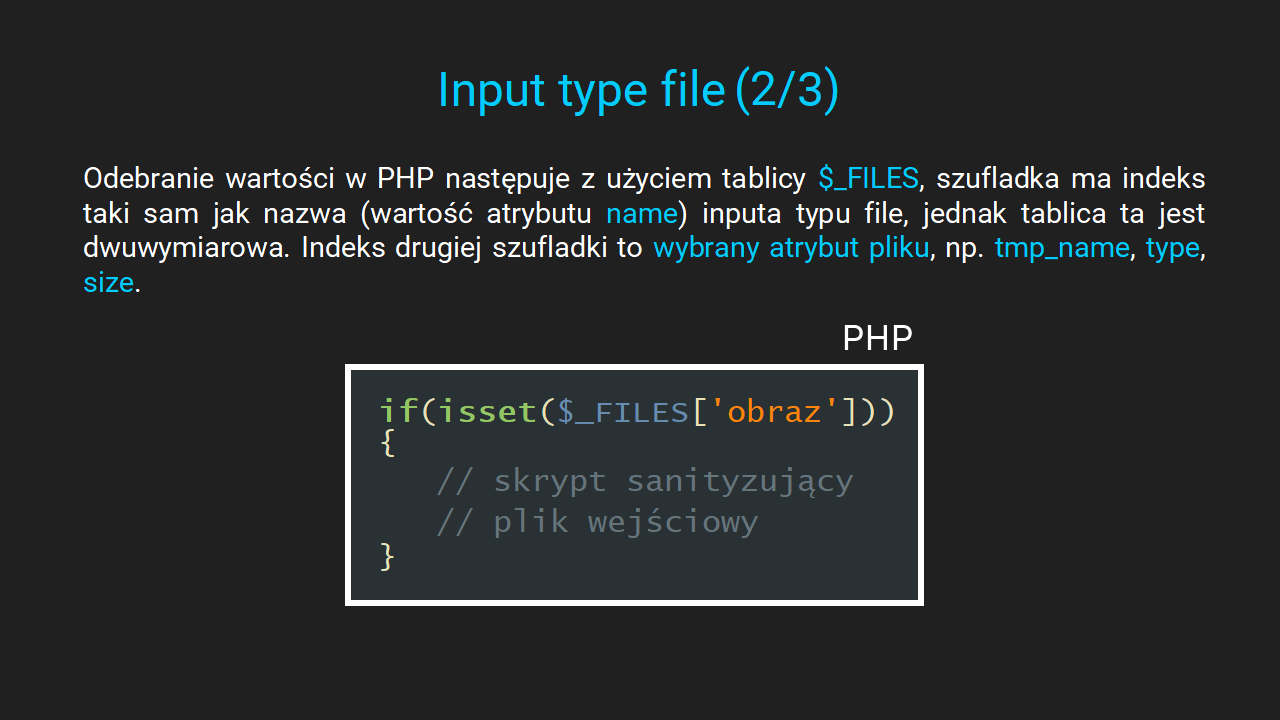 Input type file (2/3)
Odebranie wartości w PHP następuje z użyciem tablicy $_FILES, szufladka ma indeks
taki sam jak nazwa (wartość atrybutu name) inputa typu file, jednak tablica ta jest
dwuwymiarowa. Indeks drugiej szufladki to wybrany atrybut pliku, np. tmp_name, type,
size.
PHP
if(isset($_FILES['obraz']))
{
// skrypt sanityzujący
// plik wejściowy
}